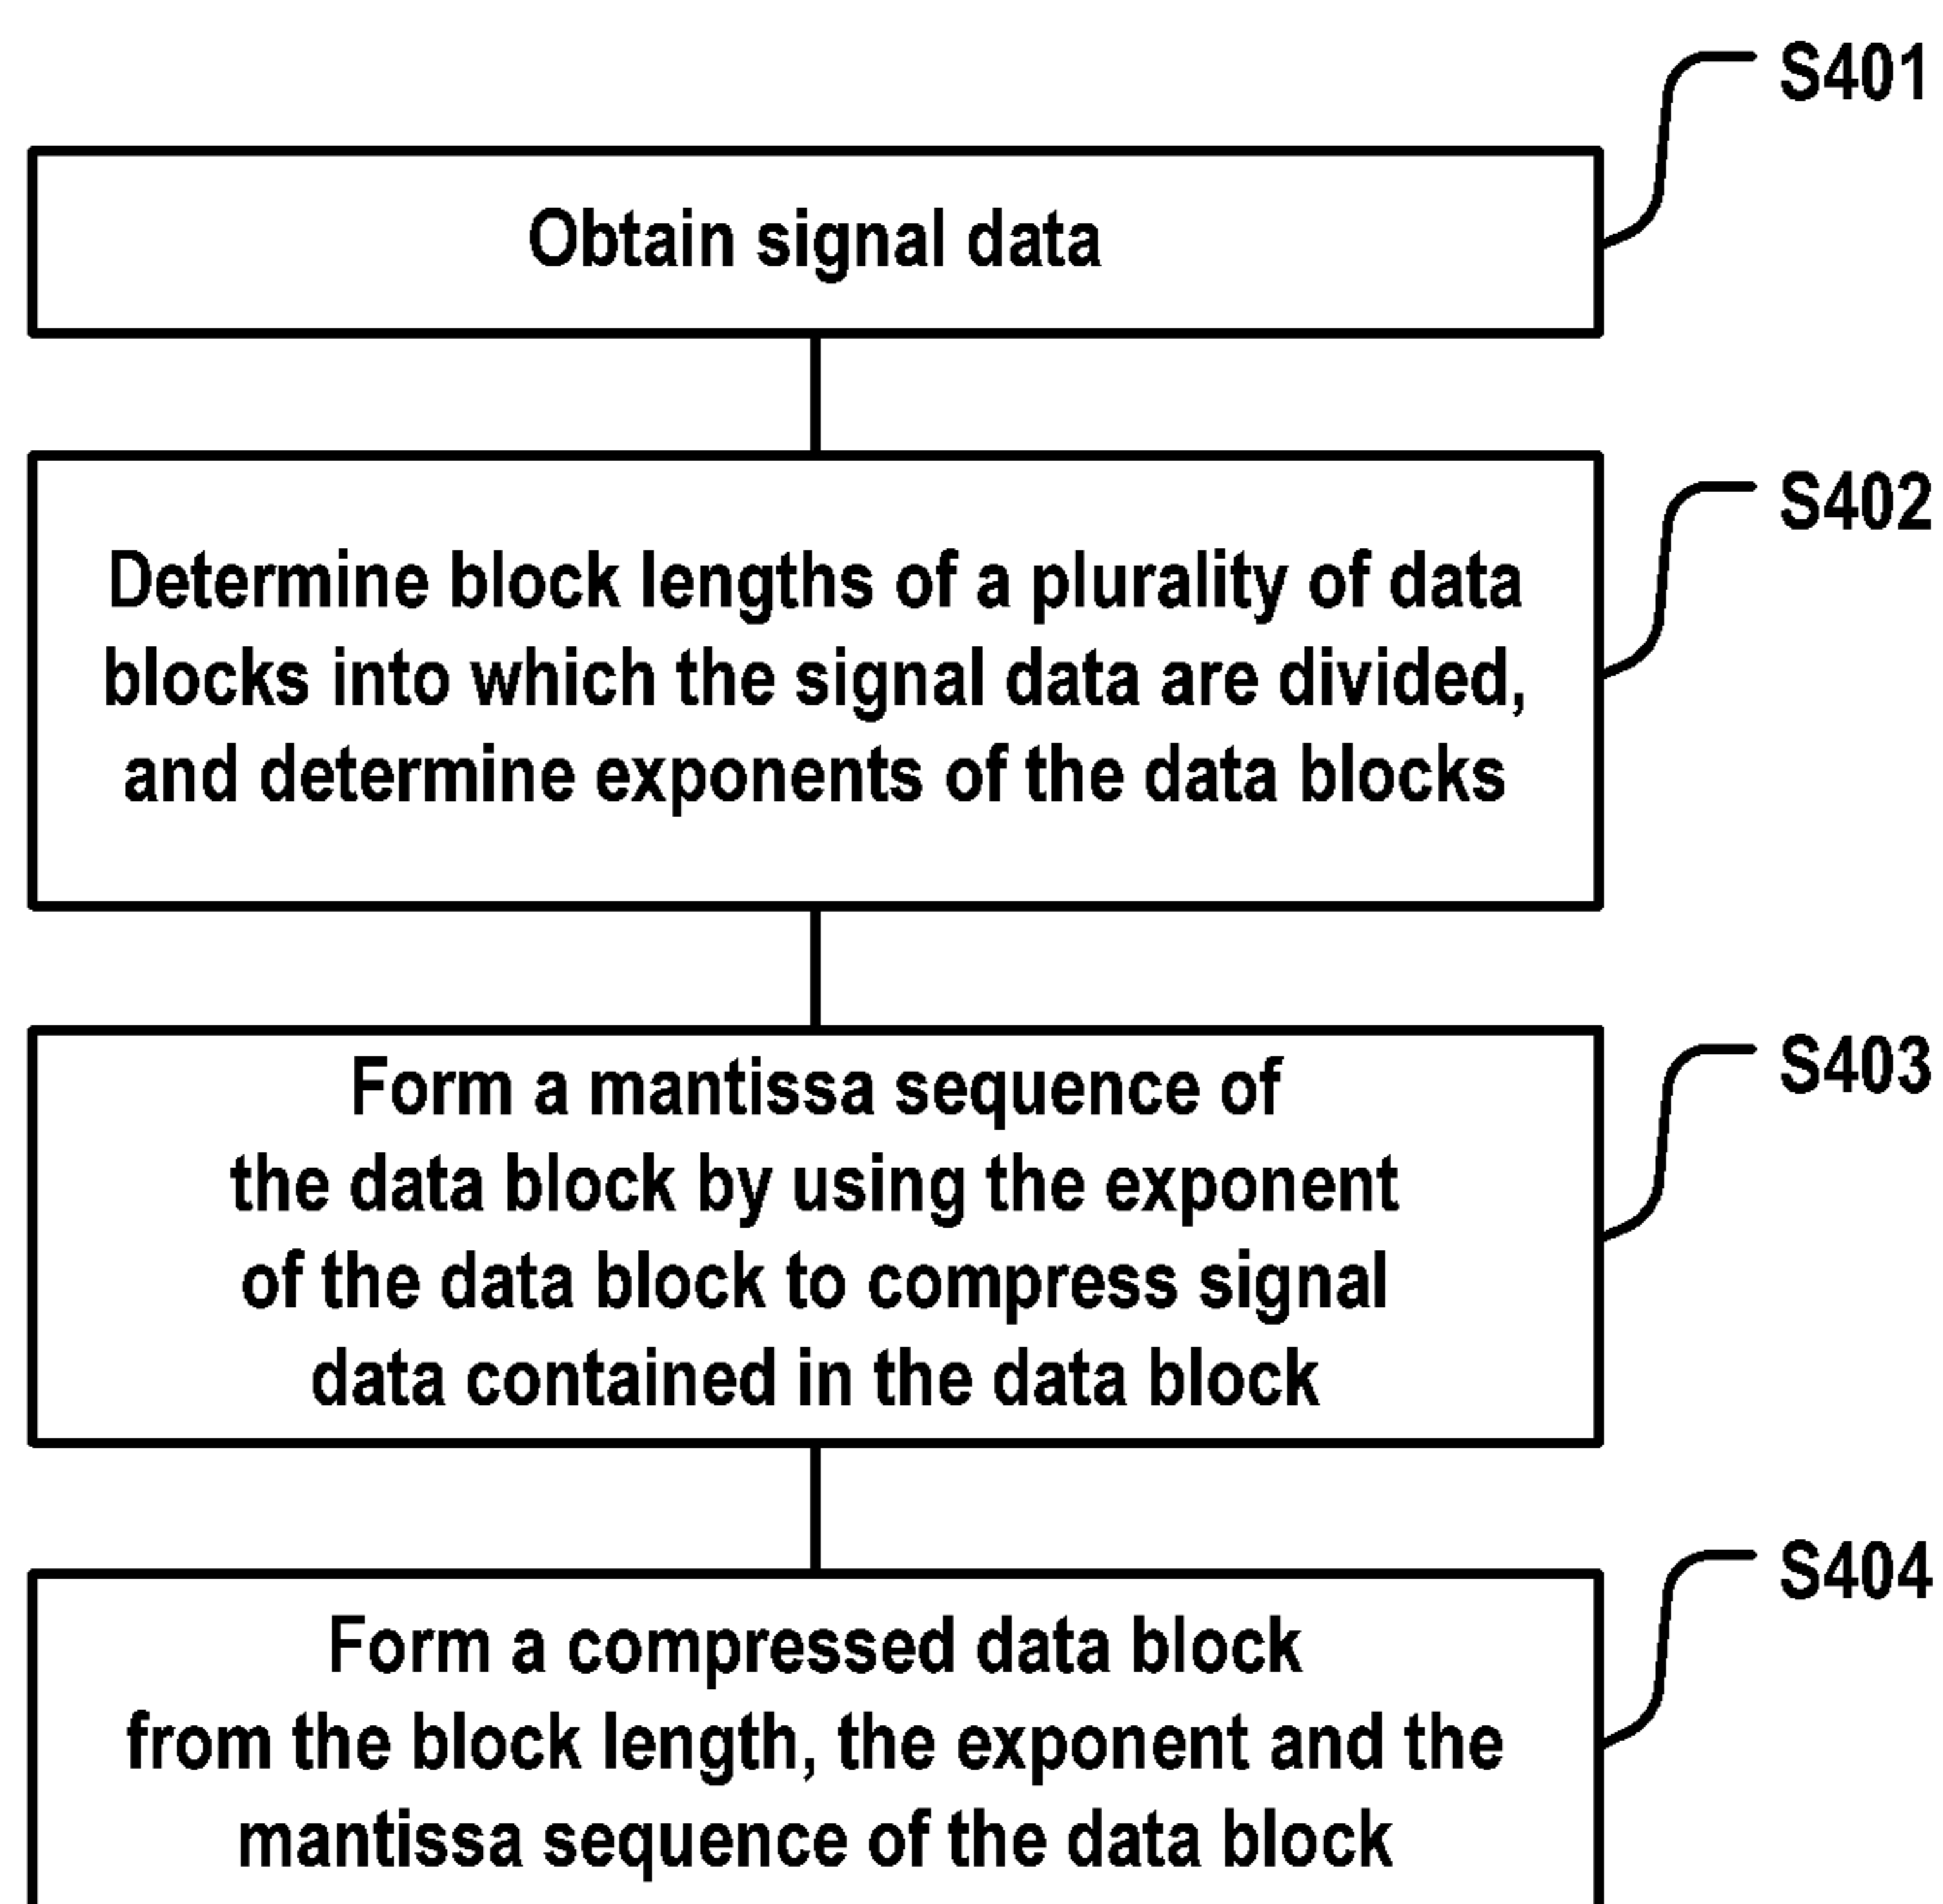 S401
Obtain signal data
S402
Determine block lengths of a plurality of data
blocks into which the signal data are divided,
and determine exponents of the data blocks
S403
Form a mantissa sequence of
the data block by using the exponent
of the data block to compress signal
data contained in the data block
S404
Form a compressed data block
from the block length, the exponent and the
mantissa sequence of the data block